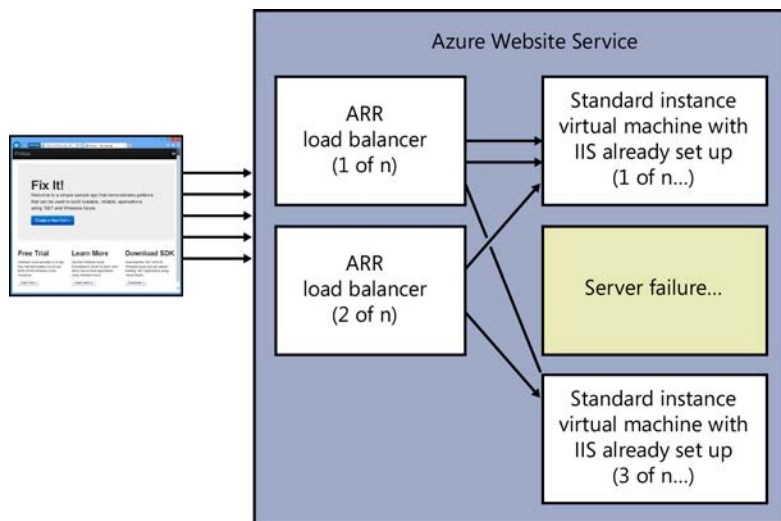 Azure Website Service
ARR
load balancer
(1 of n)
Standard instance
virtual machine with
IIS already set up
(1 of n...)
Fix It!
ARR
load balancer
(2 of n)
Server failure...
Free Trial
Learn More
Download SDK
Standard instance
virtual machine with
IIS already set up
(3 of n...)